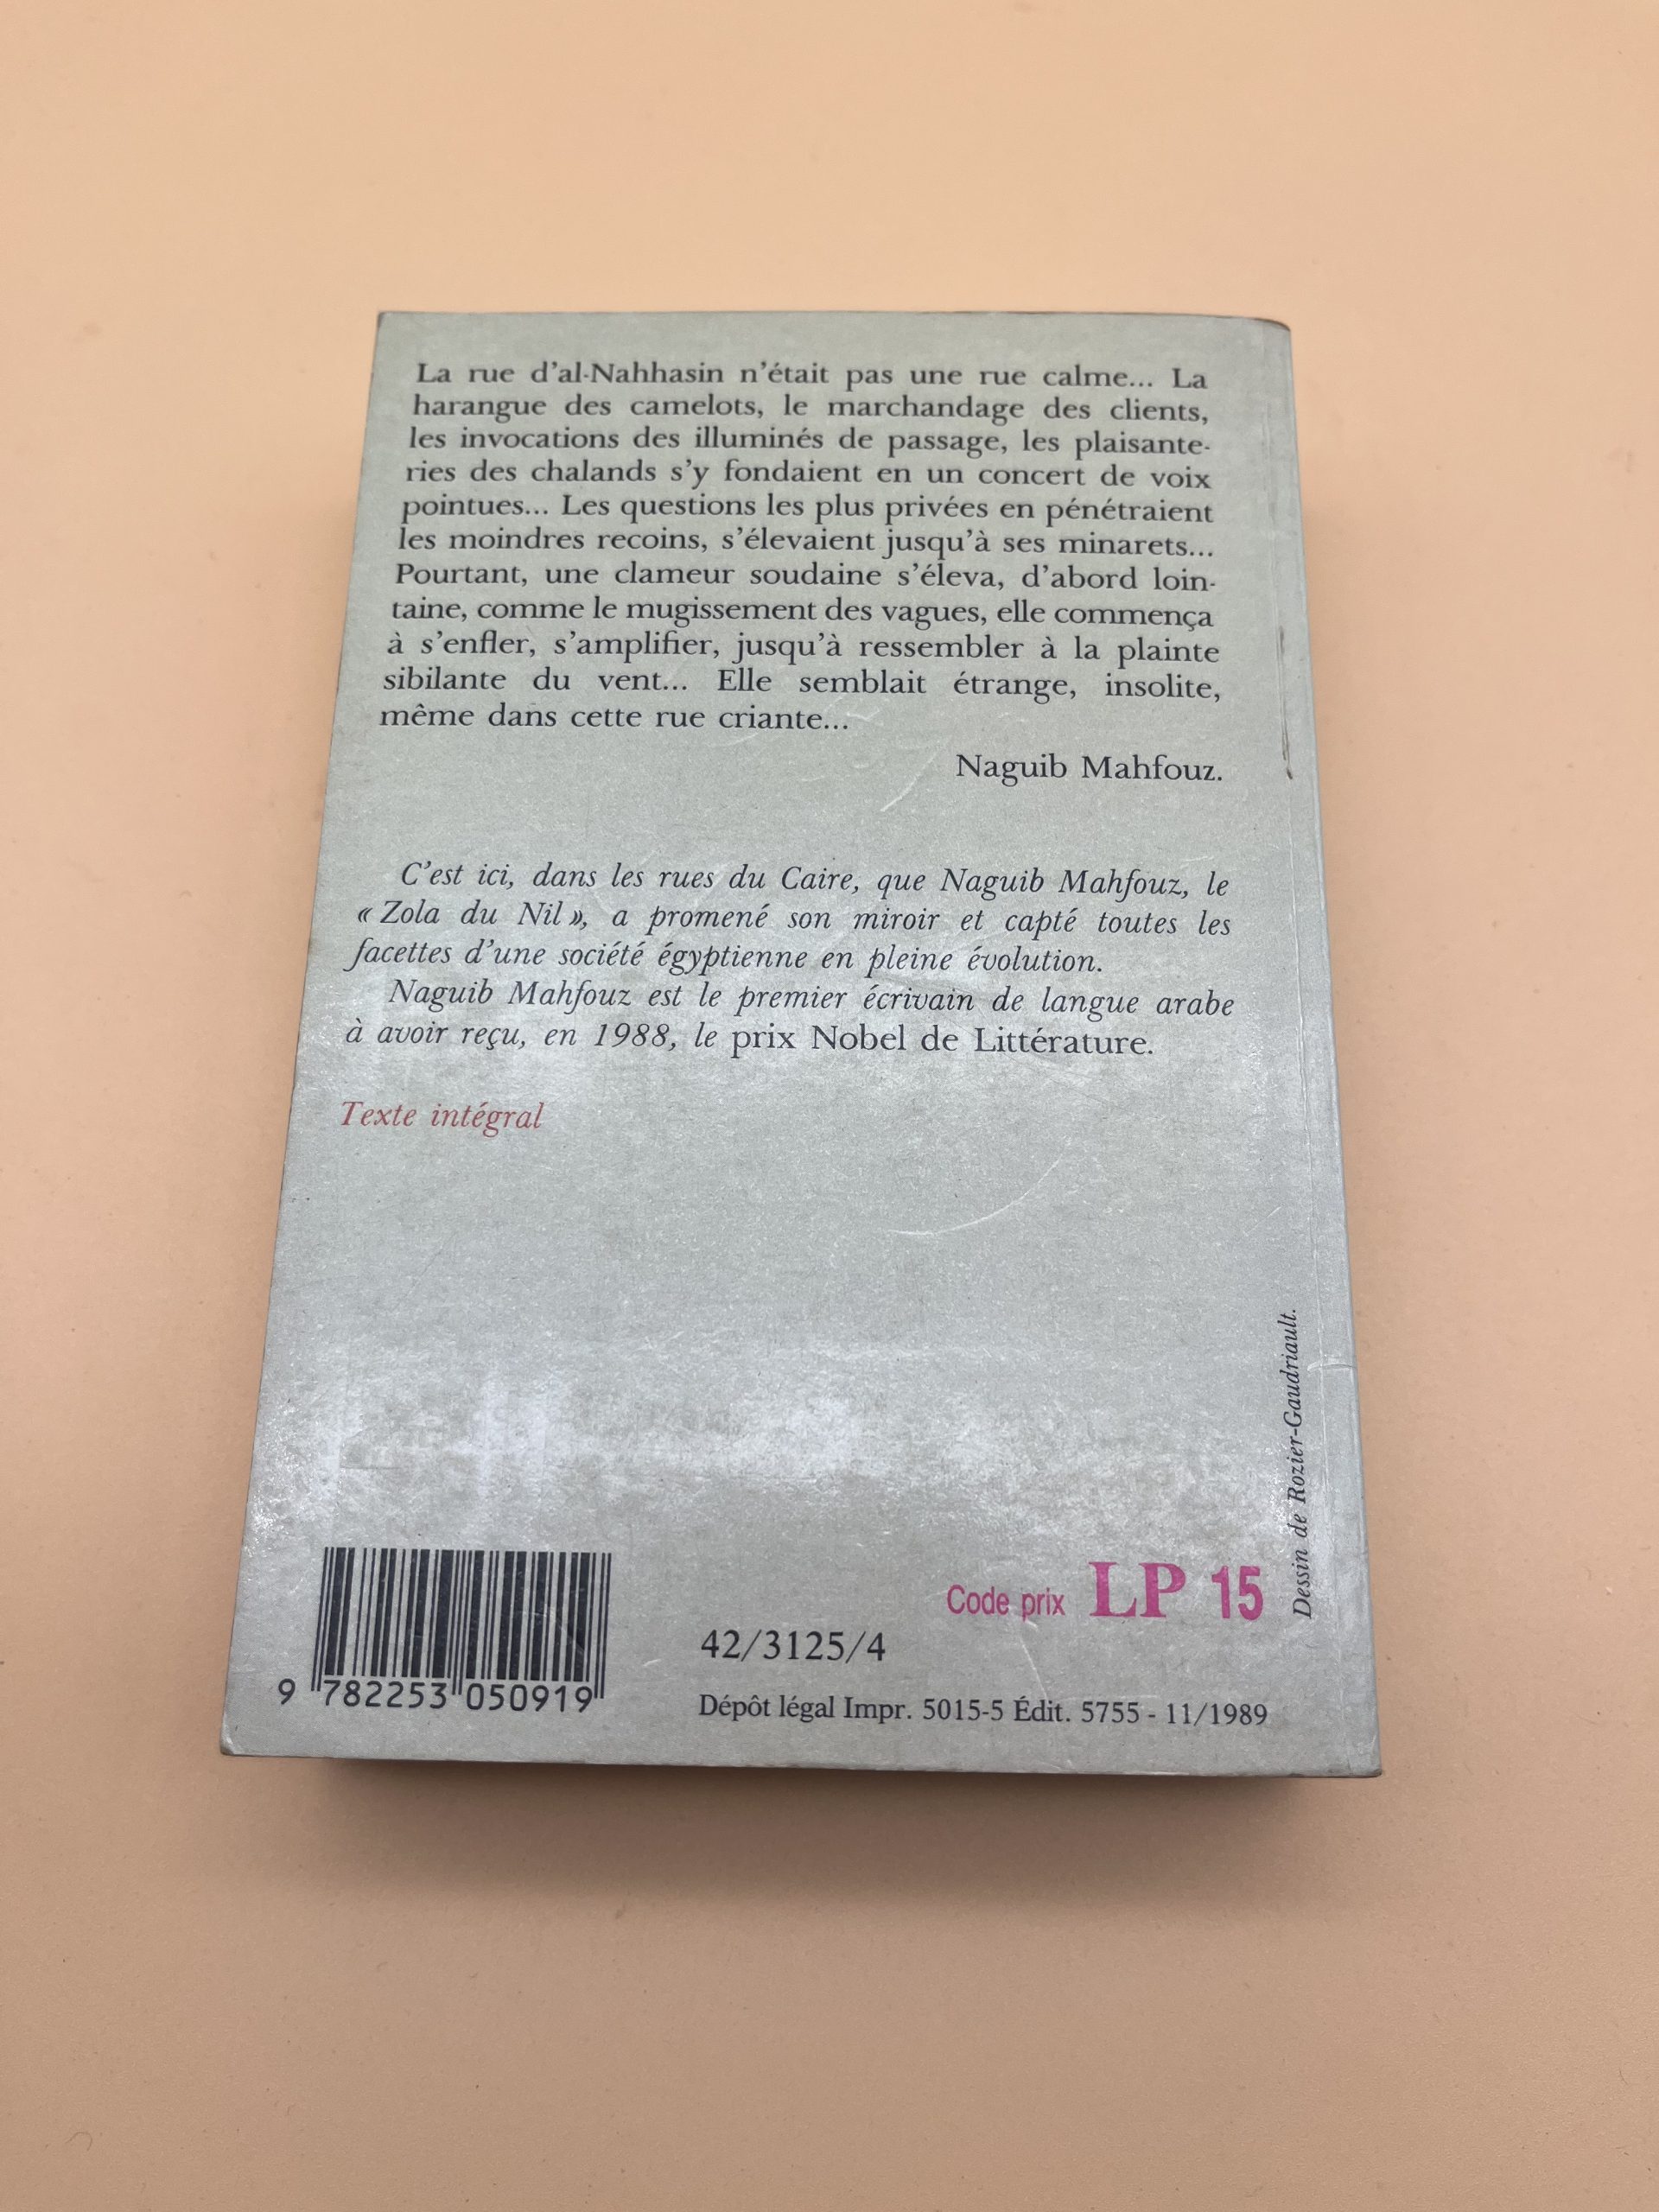 La rue d'al-Nahhasin n'était pas une rue calme... La
harangue des camelots, le marchandage des clients,
les invocations des illuminés de passage, les plaisante-
ries des chalands s'y fondaient en un concert de voix
pointues... Les questions les plus privées en pénétraient
les moindres recoins, s'élevaient jusqu'à ses minarets...
Pourtant, une clameur soudaine s'éleva, d'abord loin-
taine, comme le mugissement des vagues, elle commença
à s'enfler, s'amplifier, jusqu'à ressembler à la plainte
sibilante du vent... Elle semblait étrange, insolite,
même dans cette rue criante...
Naguib Mahfouz.
C'est ici, dans les rues du Caire, que Naguib Mahfouz, le
« Zola du Nil », a promené son miroir et capté toutes les
facettes d'une société égyptienne en pleine évolution.
Naguib Mahfouz est le premier écrivain de langue arabe
à avoir reçu, en 1988, le prix Nobel de Littérature.
Texte intégral
Dessin de Rozier-Gaudriault.
Code prix LP 15
42/3125/4
9 782253 050919
Dépôt légal Impr. 5015-5 Édit. 5755 - 11/1989